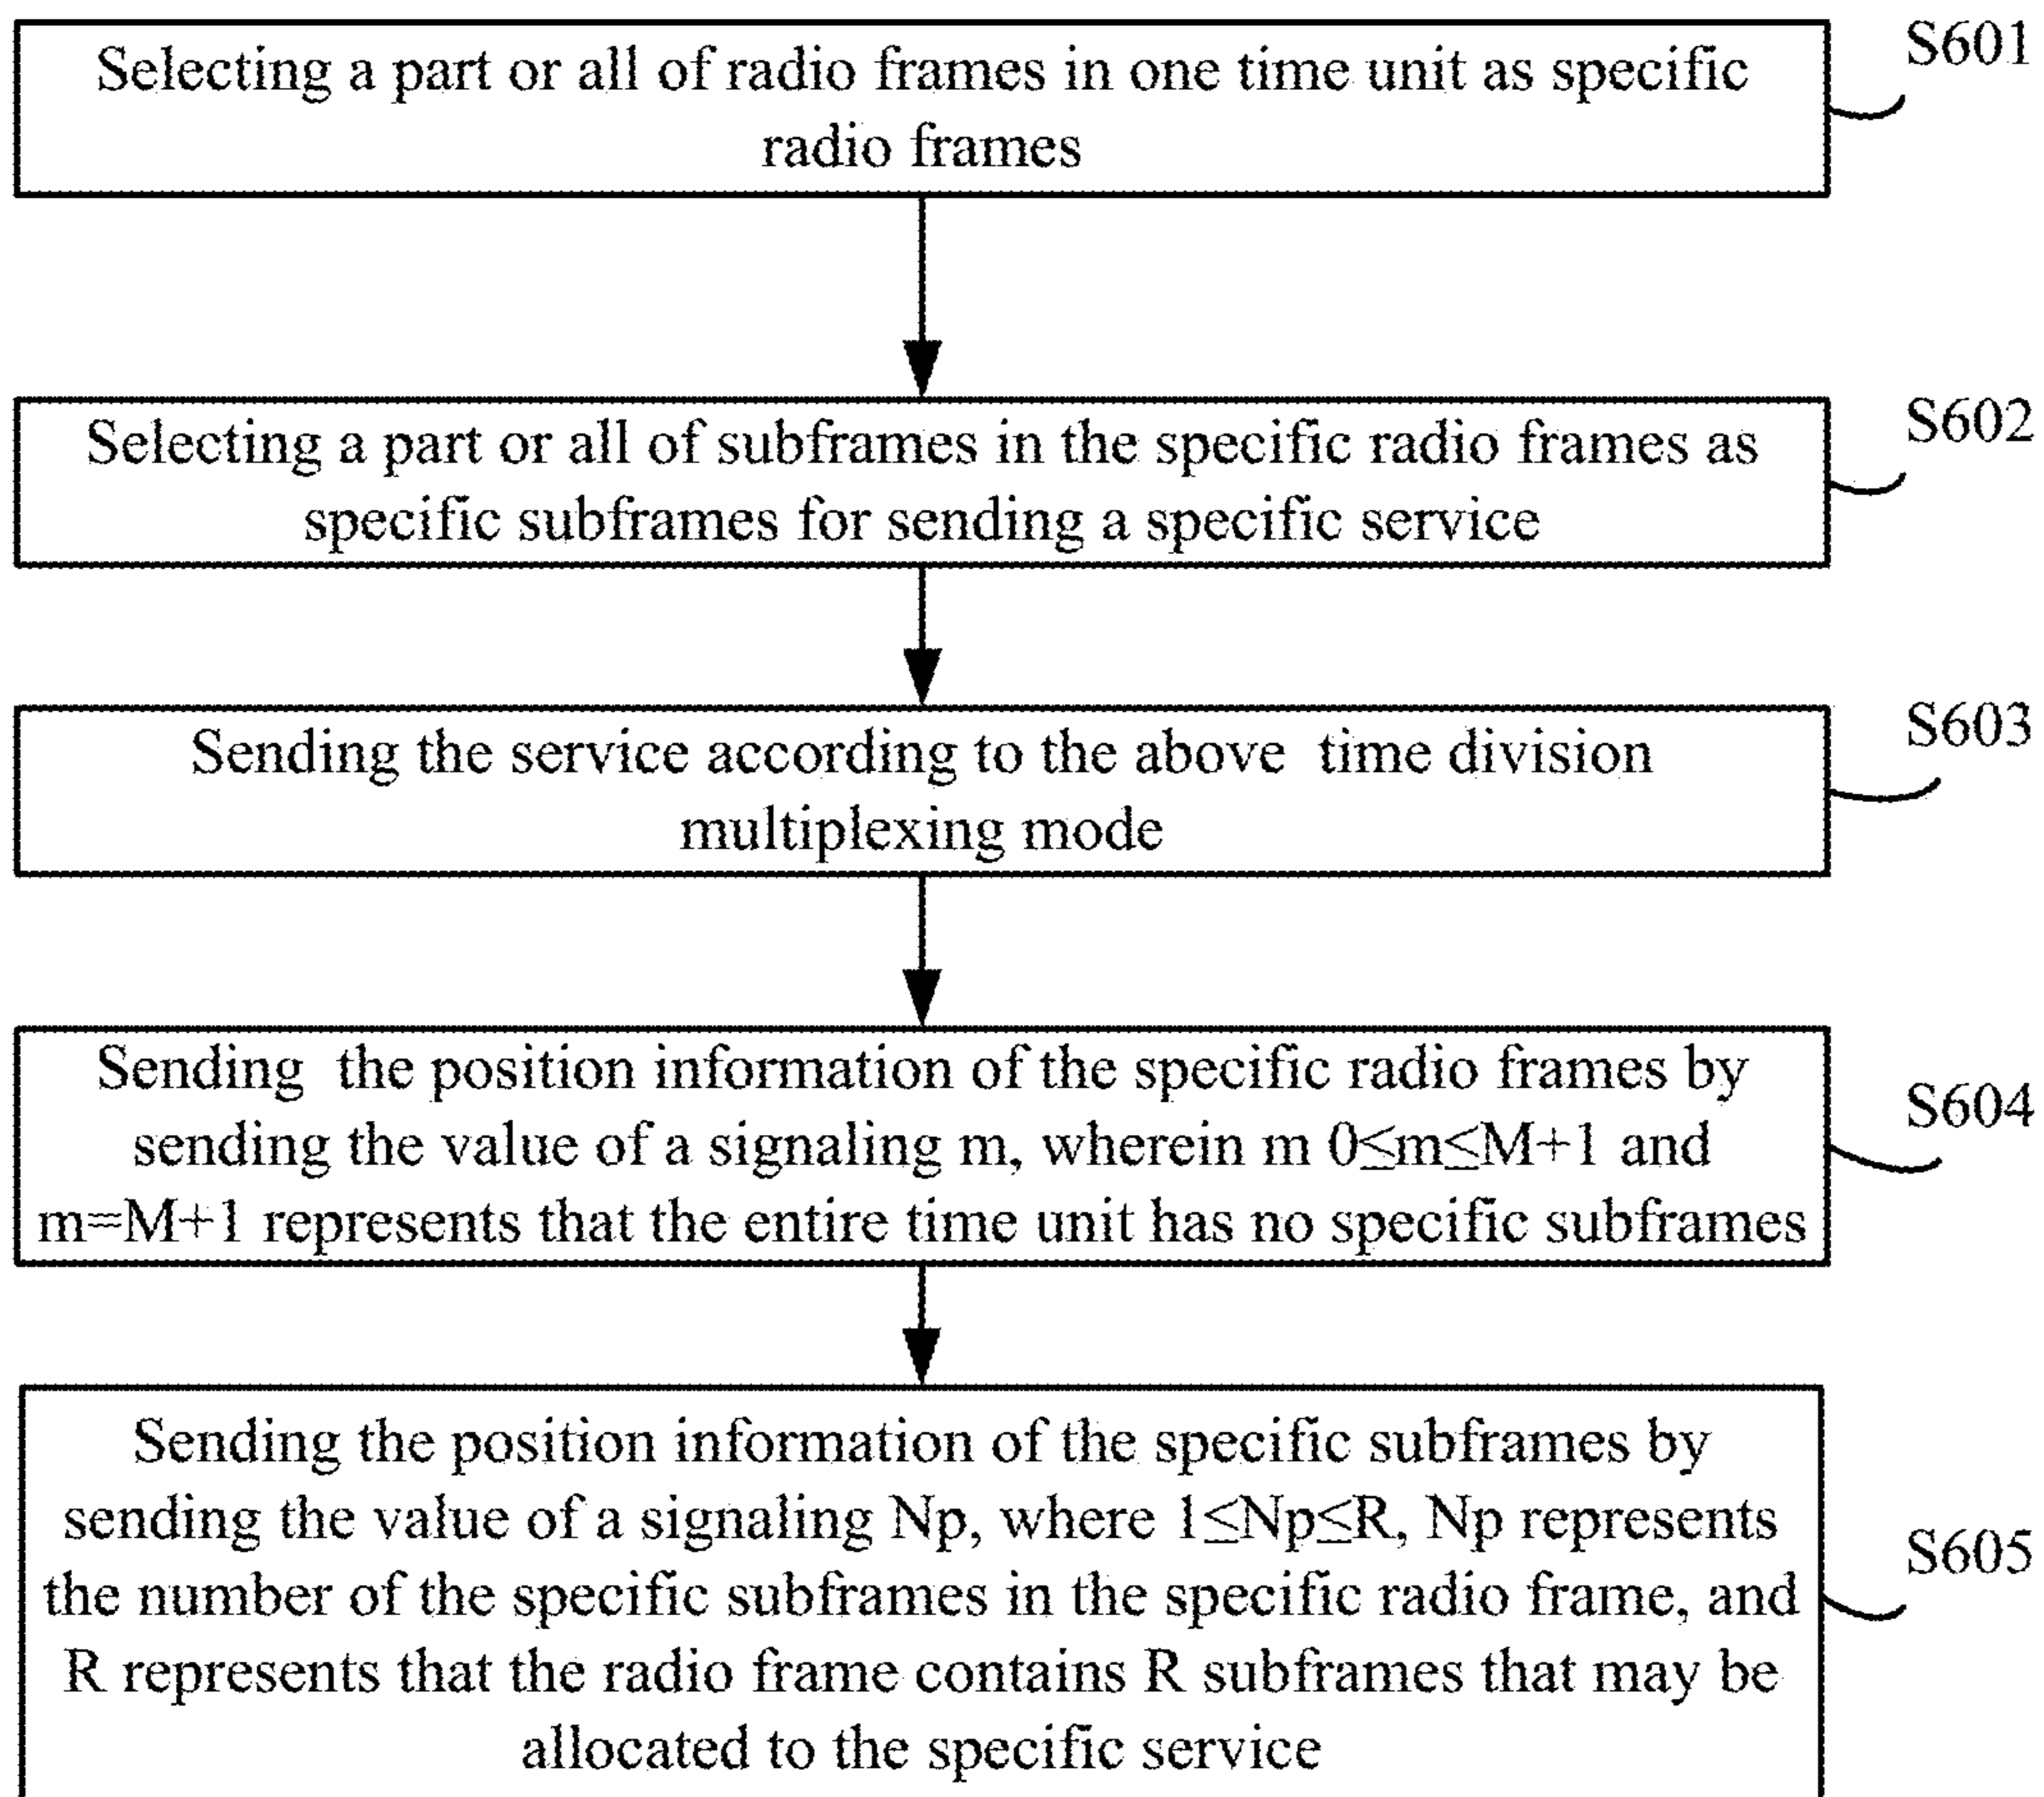 Selecting a part or all of radio frames in one time unit as specific
radio frames
S601
Selecting a part or all of subframes in the specific radio frames as
specific subframes for sending a specific service
S602
Sending the service according to the above time division
multiplexing mode
S603
Sending the position information of the specific radio frames by
sending the value of a signaling m, wherein m 0≤m≤M+1 and
m=M+1 represents that the entire time unit has no specific subframes
S604
Sending the position information of the specific subframes by
sending the value of a signaling Np, where 1≤Np≤R, Np represents
the number of the specific subframes in the specific radio frame, and
R represents that the radio frame contains R subframes that may be
allocated to the specific service
S605